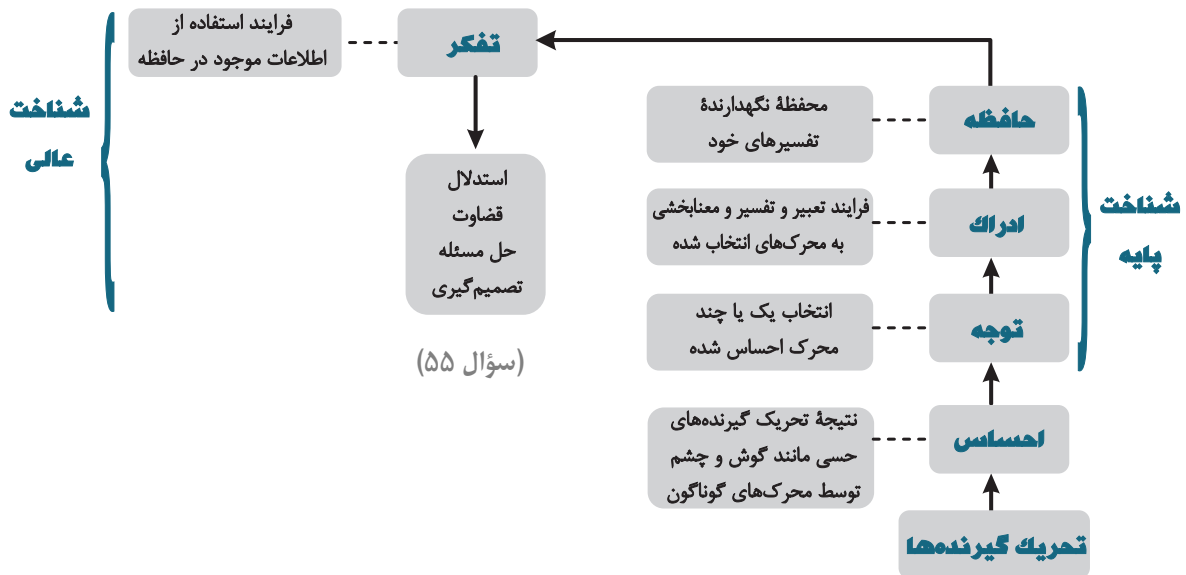 شناخت
عالی
فرایند استفاده از
اطلاعات موجود در حافظه
تفکر
استدلال
قضاوت
حل مسئله
تصمیم‌گیری
(سؤال ۵۵)
شناخت
پایه
حافظه
محفظهٔ نگهدارندهٔ
تفسیرهای خود
ادراک
فرایند تعبیر و تفسیر و معنابخشی
به محرک‌های انتخاب شده
توجه
انتخاب یک یا چند
محرک احساس شده
احساس
نتیجهٔ تحریک گیرنده‌های
حسی مانند گوش و چشم
توسط محرک‌های گوناگون
تحریک گیرنده‌ها